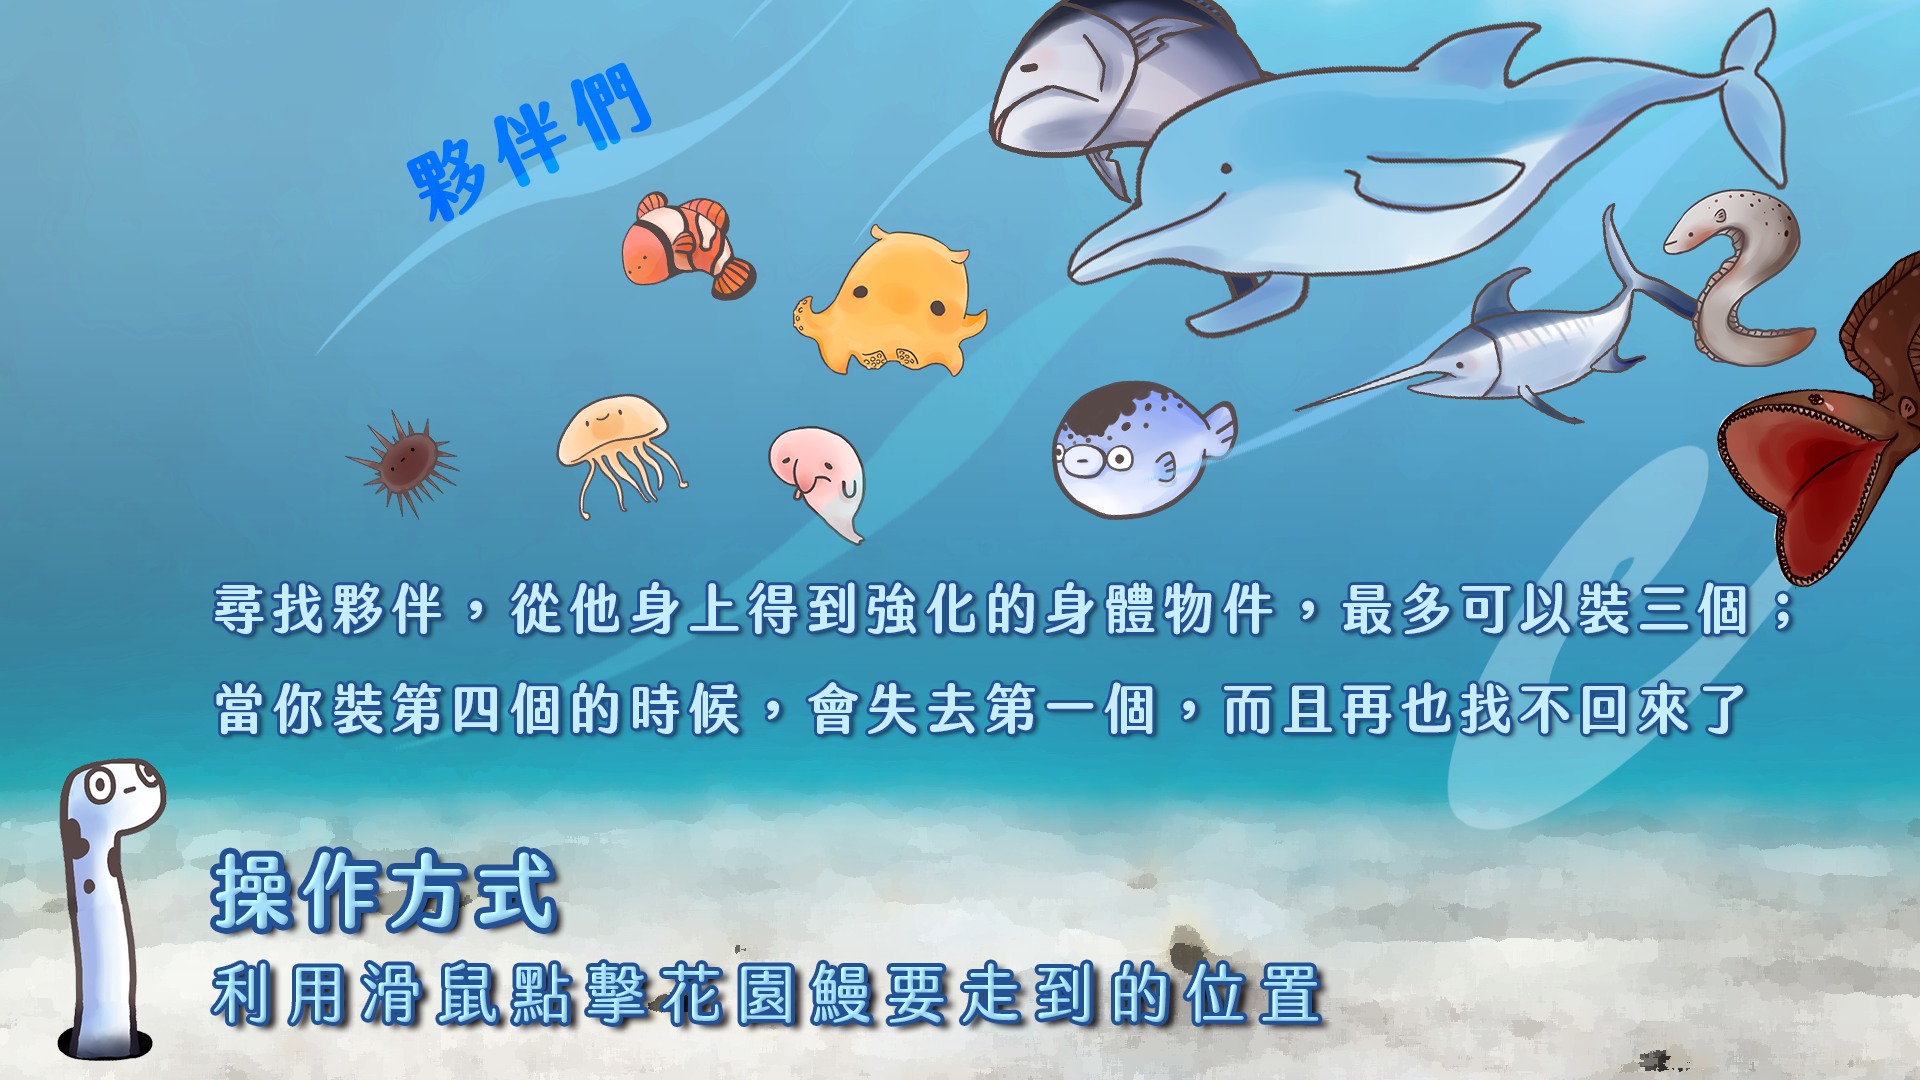 夥伴們
尋找夥伴，從他身上得到強化的身體物件，最多可以裝三個；
當你裝第四個的時候，會失去第一個，而且再也找不回來了
操作方式
利用滑鼠點擊花園鰻要走到的位置